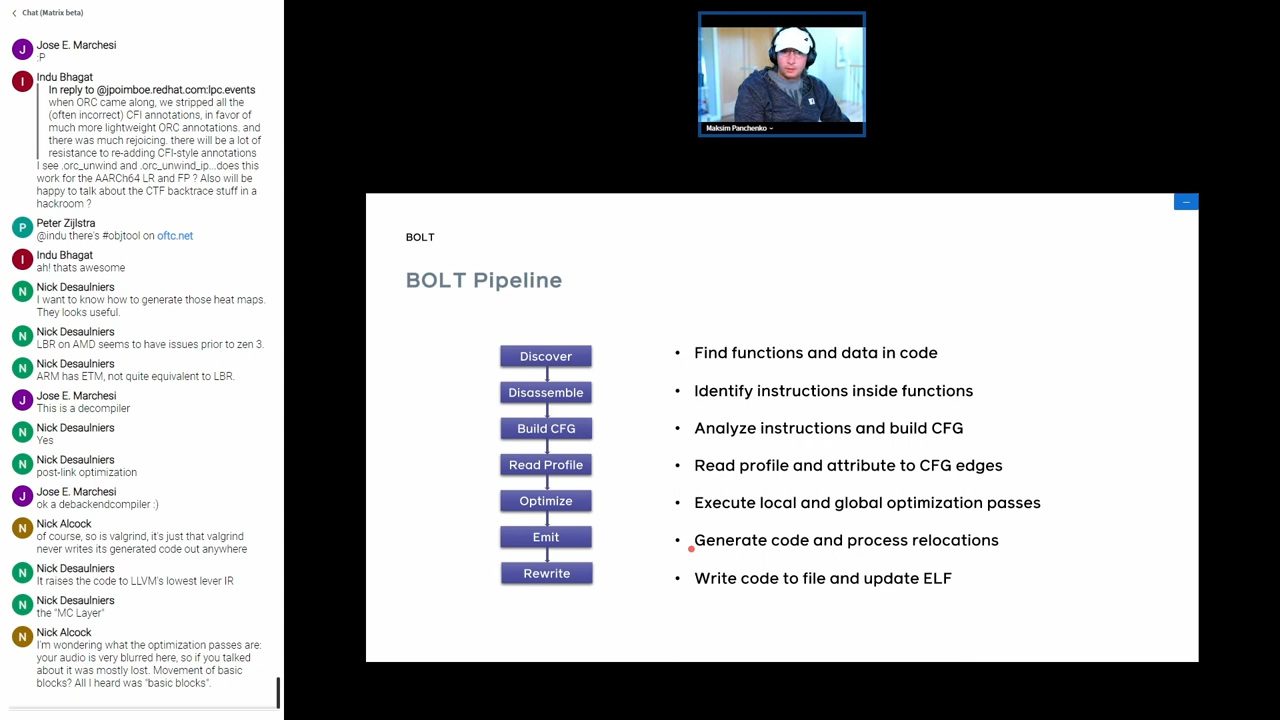 Chat (Matrix beta)
J
Jose E. Marchesi
:P
I
Indu Bhagat
In reply to @jpoimboe.redhat.com:lpc.events
when ORC came along, we stripped all the
(often incorrect) CFI annotations, in favor of
much more lightweight ORC annotations. and
there was much rejoicing. there will be a lot of
resistance to re-adding CFI-style annotations
I see .orc_unwind and .orc_unwind_ip...does this
work for the AARCh64 LR and FP ? Also will be
happy to talk about the CTF backtrace stuff in a
hackroom ?
P
Peter Zijlstra
@indu there's #objtool on oftc.net
I
Indu Bhagat
ah! thats awesome
N
Nick Desaulniers
I want to know how to generate those heat maps.
They looks useful.
N
Nick Desaulniers
LBR on AMD seems to have issues prior to zen 3.
N
Nick Desaulniers
ARM has ETM, not quite equivalent to LBR.
J
Jose E. Marchesi
This is a decompiler
N
Nick Desaulniers
Yes
N
Nick Desaulniers
post-link optimization
J
Jose E. Marchesi
ok a debackendcompiler :)
N
Nick Alcock
of course, so is valgrind, it's just that valgrind
never writes its generated code out anywhere
N
Nick Desaulniers
It raises the code to LLVM's lowest lever IR
N
Nick Desaulniers
the "MC Layer"
N
Nick Alcock
I'm wondering what the optimization passes are:
your audio is very blurred here, so if you talked
about it was mostly lost. Movement of basic
blocks? All I heard was "basic blocks".
Maksim Panchenko
BOLT
BOLT Pipeline
Discover
Disassemble
Build CFG
Read Profile
Optimize
Emit
Rewrite
• Find functions and data in code
• Identify instructions inside functions
• Analyze instructions and build CFG
• Read profile and attribute to CFG edges
• Execute local and global optimization passes
• Generate code and process relocations
• Write code to file and update ELF